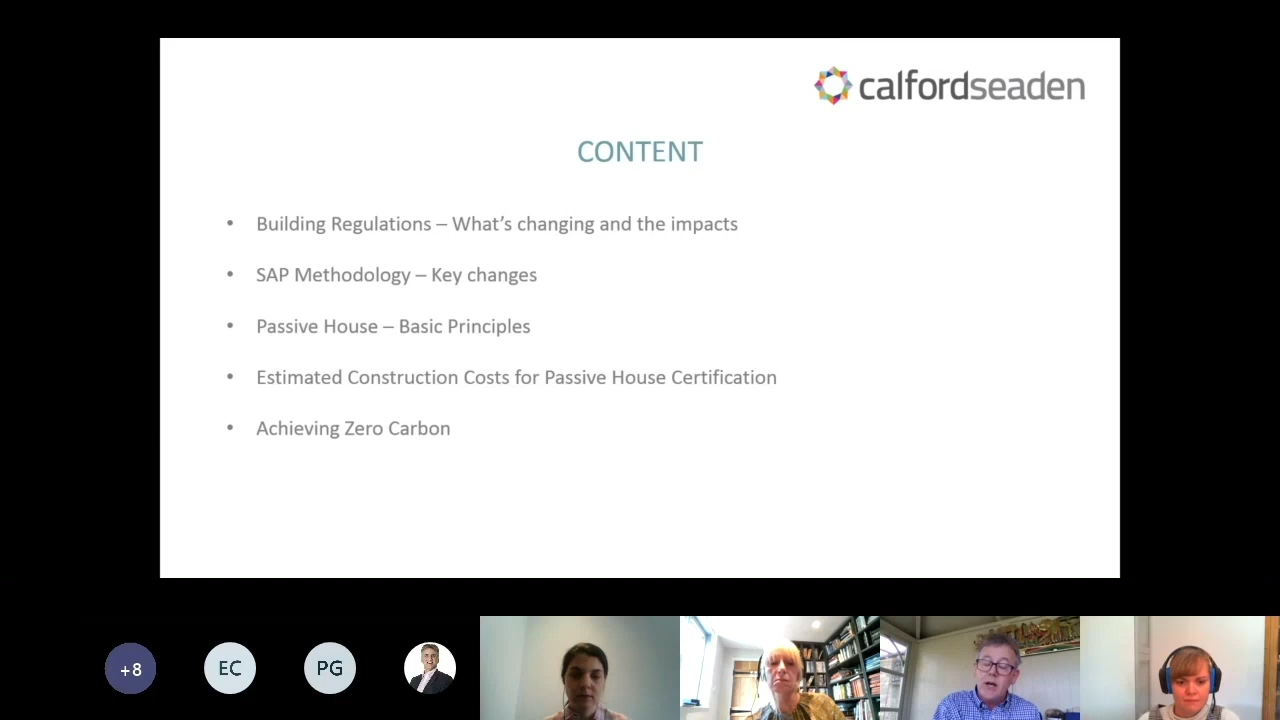 calfordseaden
CONTENT
• Building Regulations – What's changing and the impacts
• SAP Methodology – Key changes
• Passive House – Basic Principles
• Estimated Construction Costs for Passive House Certification
• Achieving Zero Carbon
+8
EC
PG